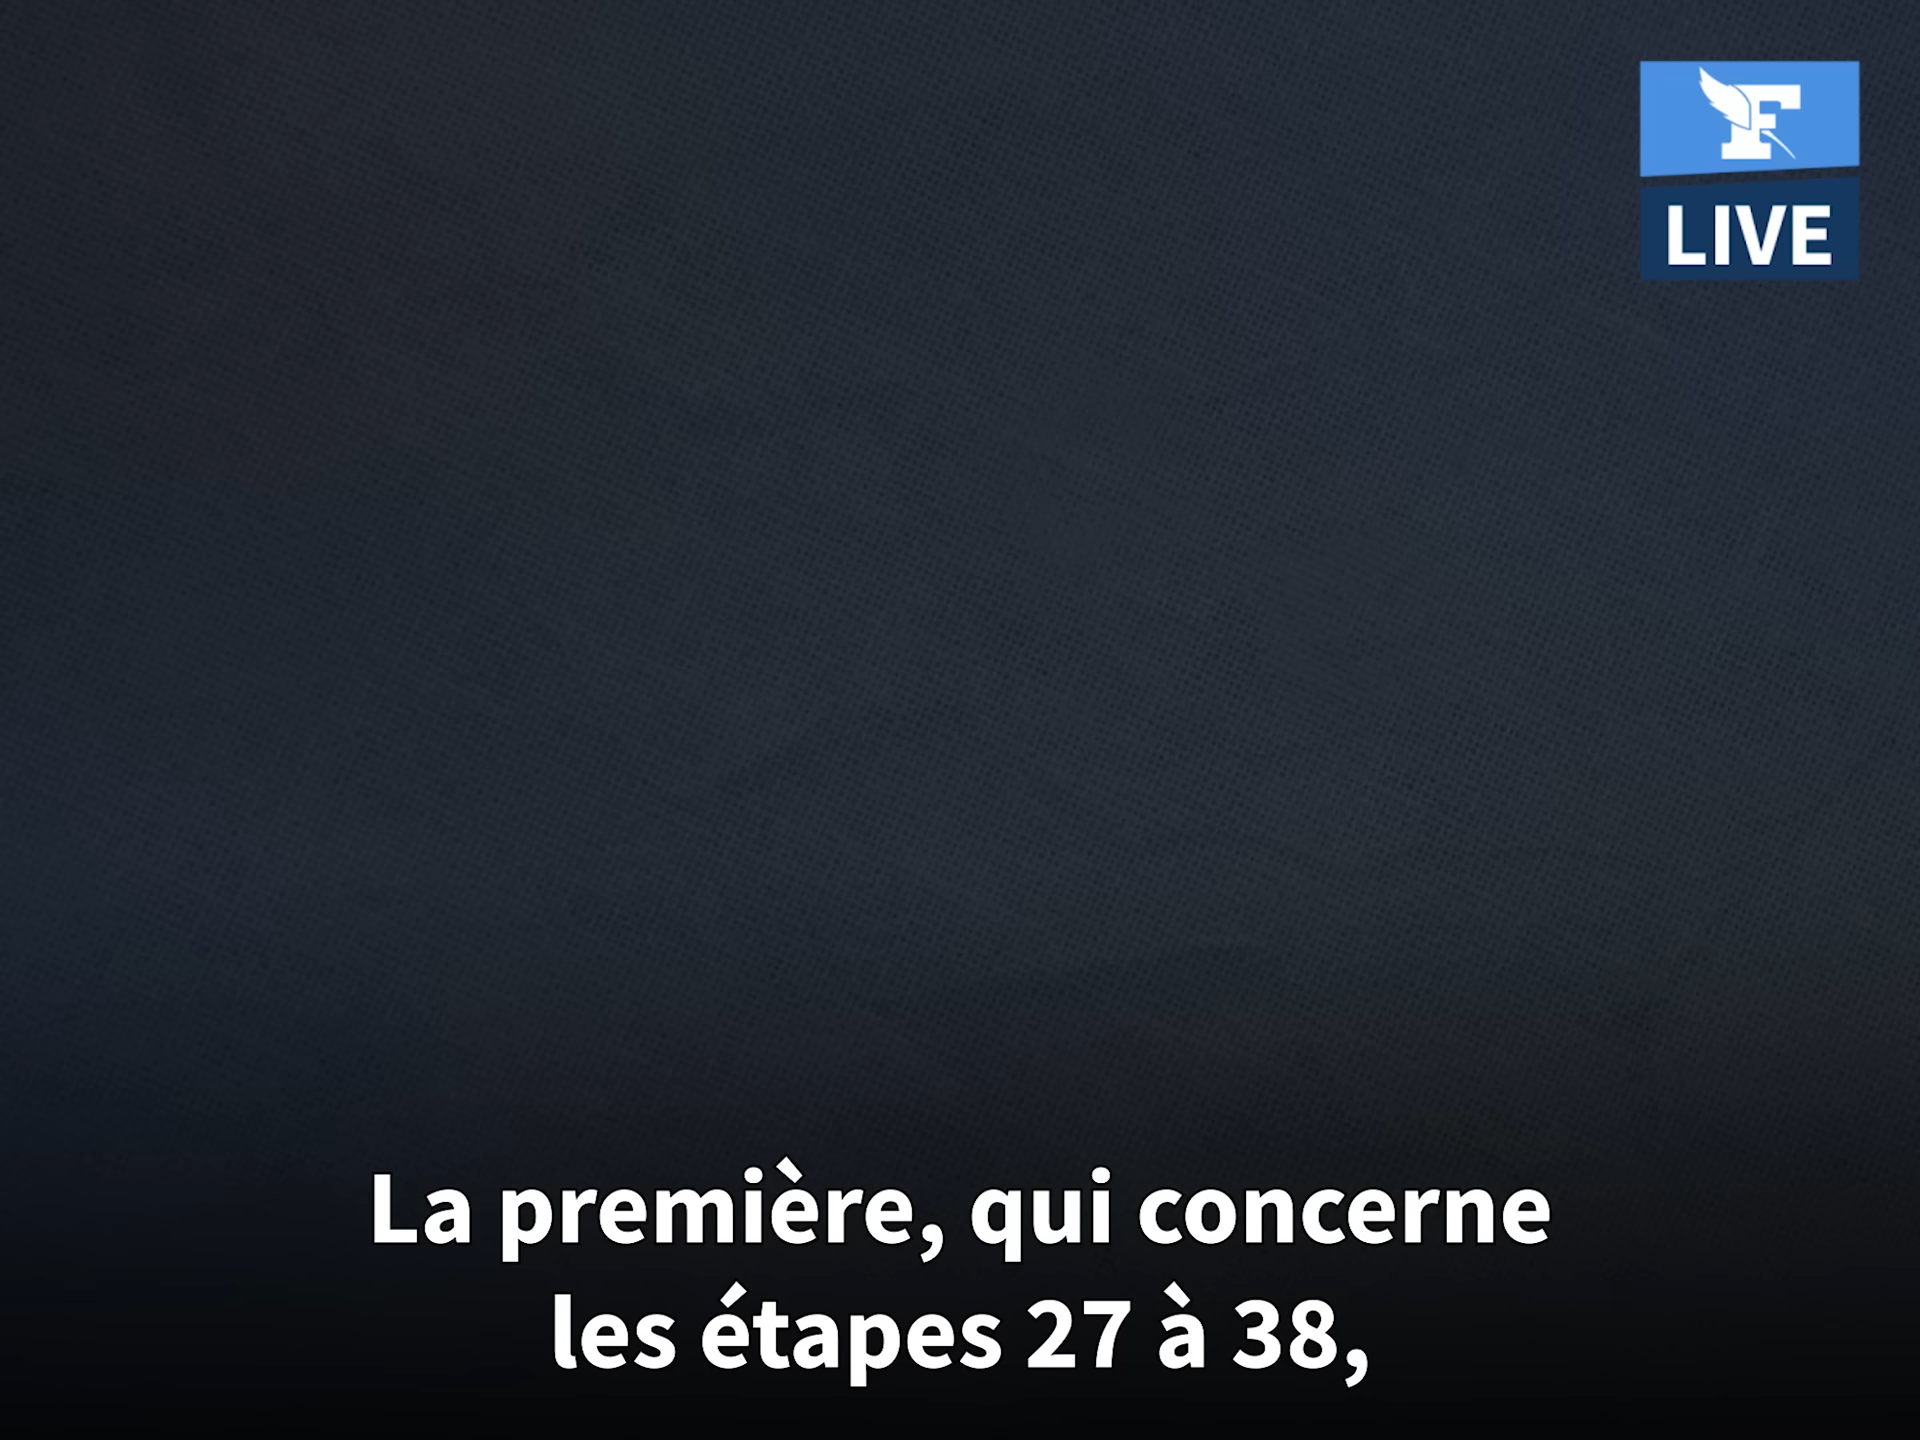 F
LIVE
La première, qui concerne
les étapes 27 à 38,